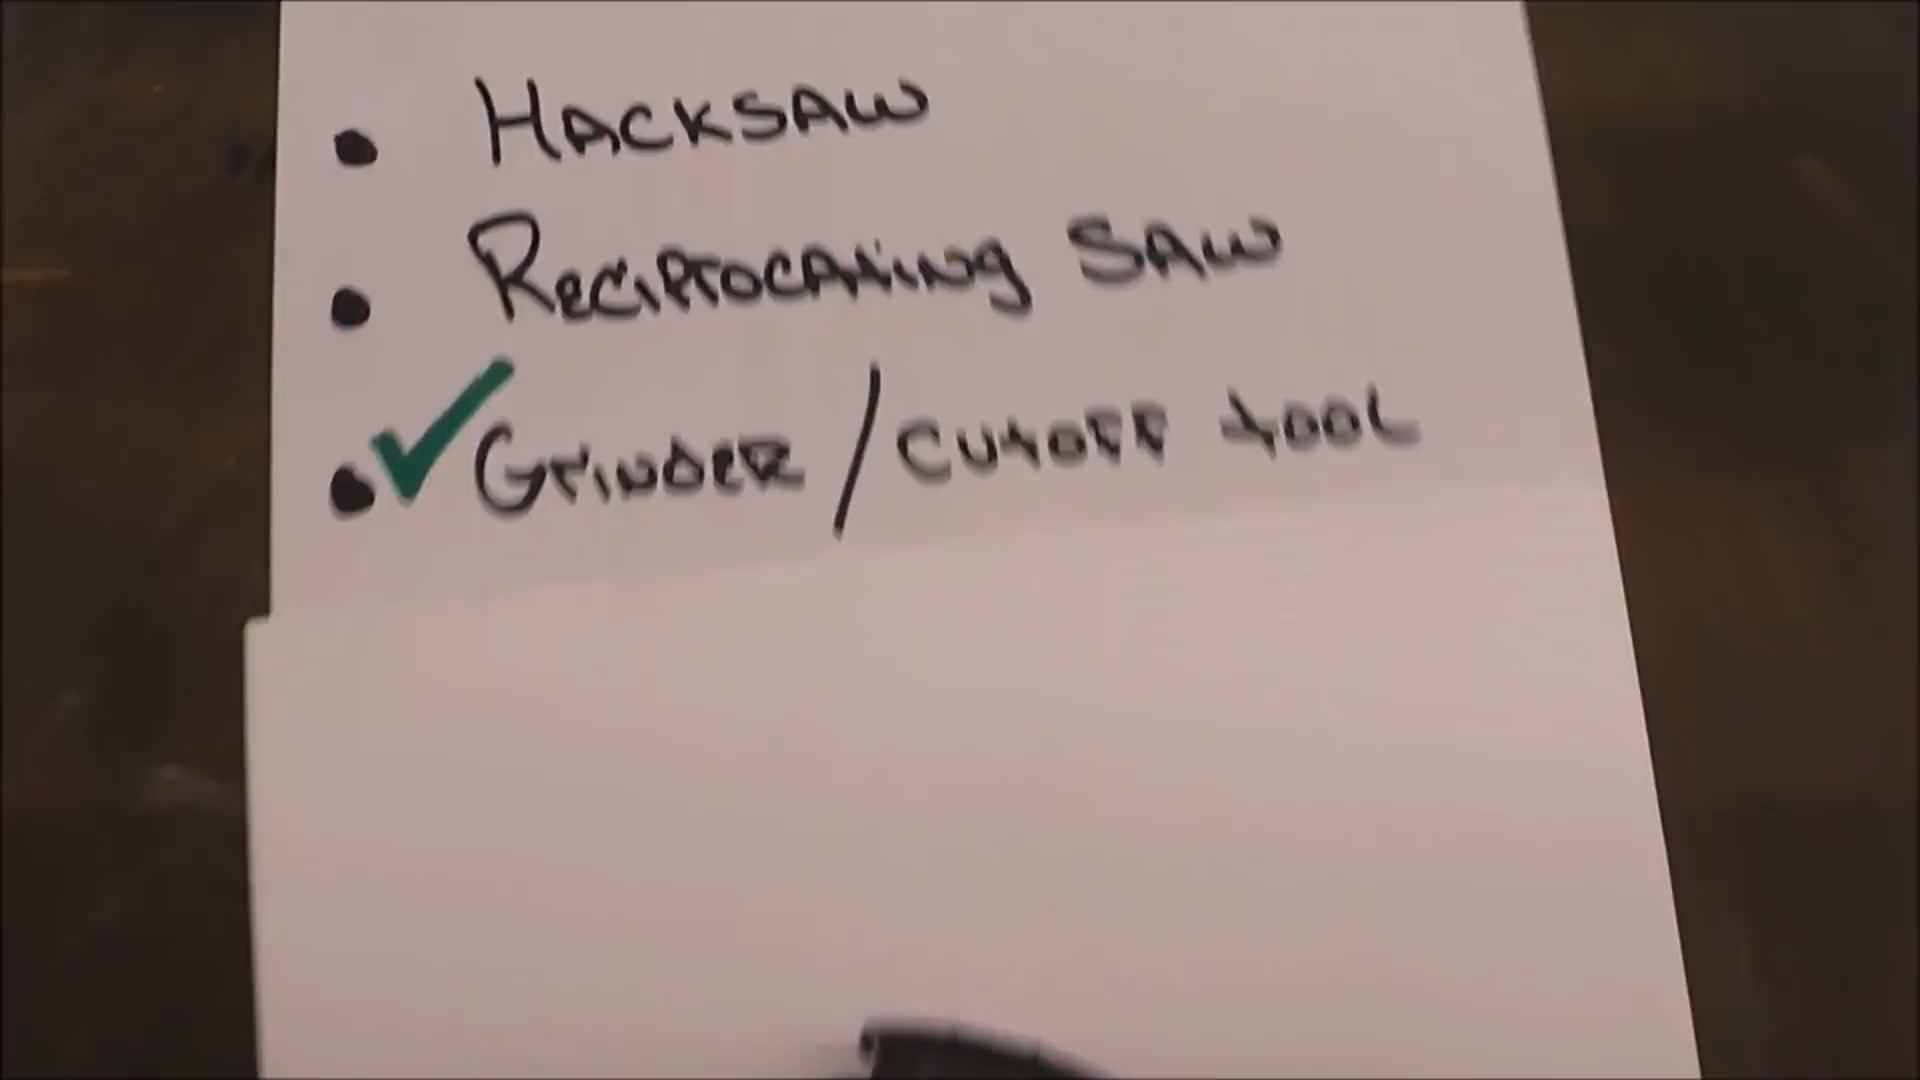 • HACKSAW
• RECIPROCATING SAW
• ✓ GRINDER / CUTOFF TOOL